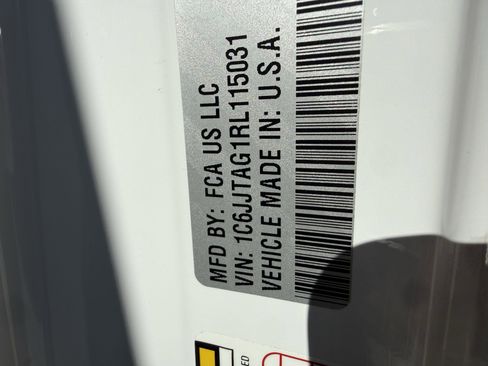 MFD BY: FCA US LLC
VIN: 1C6JJTAG1RL115031
VEHICLE MADE IN: U.S.A.